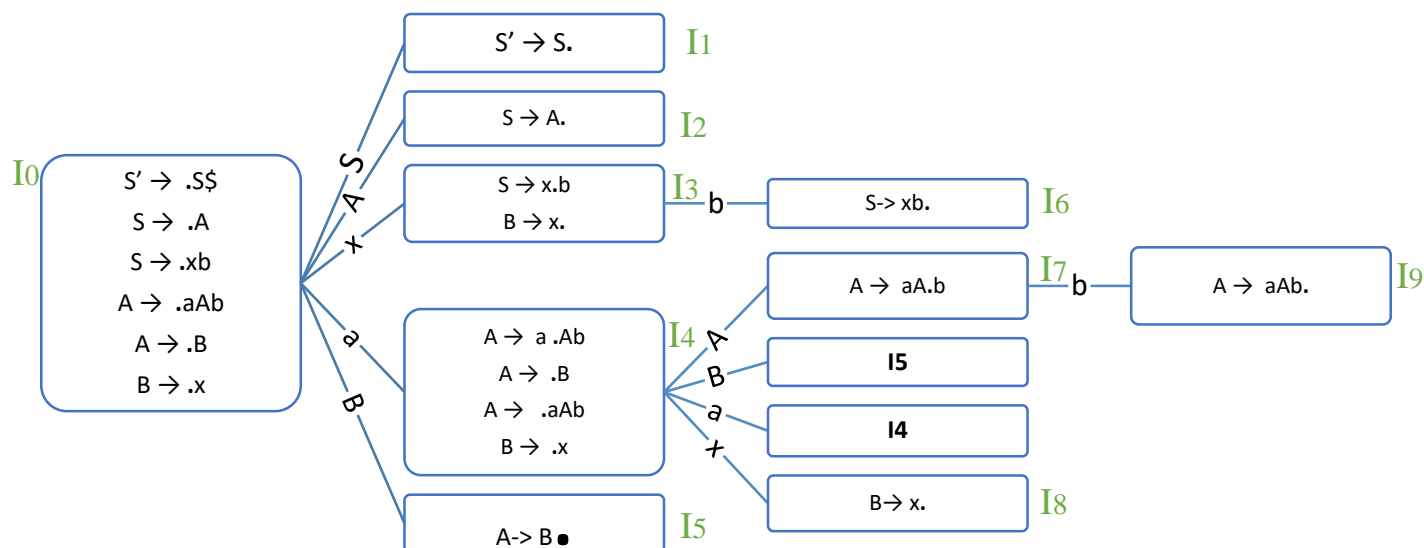 I0
S' → .S$
S → .A
S → .xb
A → .aAb
A → .B
B → .x
S
A
x
a
B
S' → S.
I1
S → A.
I2
S → x.b
B → x.
I3
b
S-> xb.
I6
A → a .Ab
A → .B
A → .aAb
B → .x
I4
A
B
a
x
A → aA.b
I7
b
A → aAb.
I9
I5
I4
B→ x.
I8
A-> B●
I5